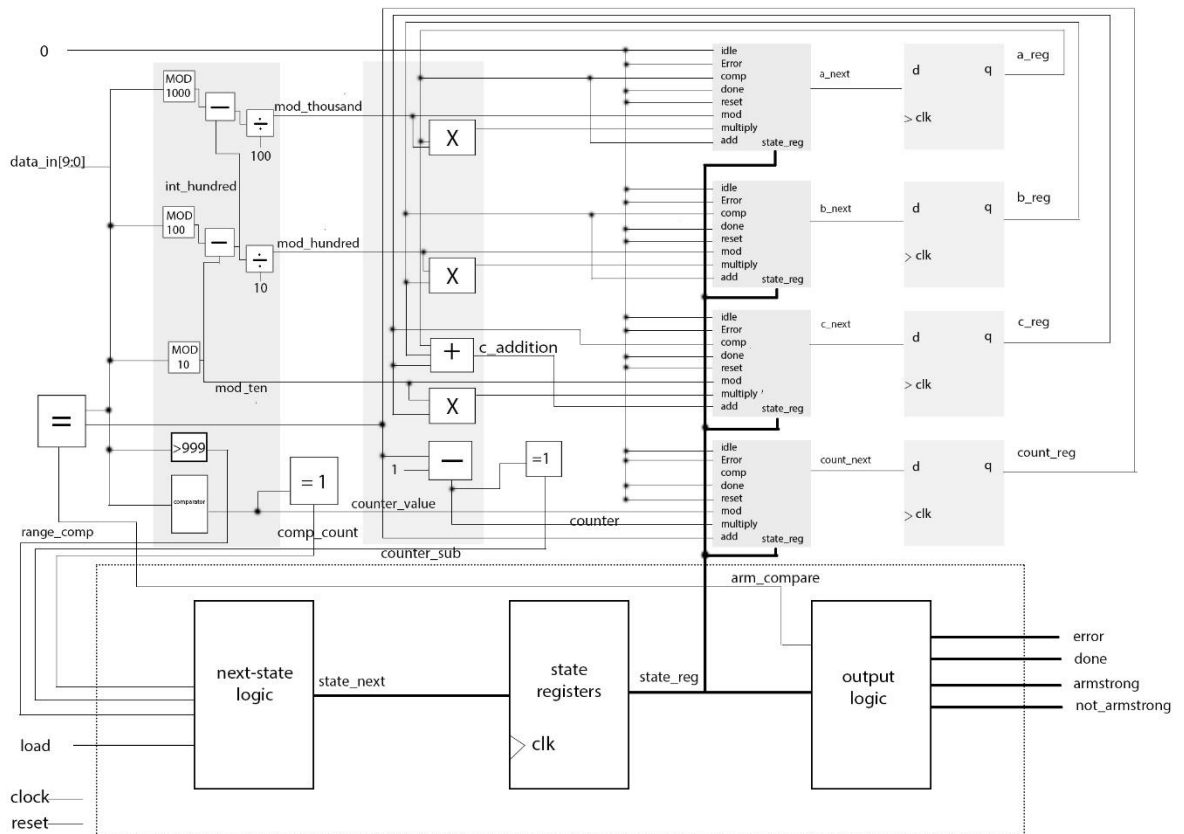 0
data_in[9:0]
MOD
1000
—
÷
100
mod_thousand
int_hundred
MOD
100
—
÷
10
mod_hundred
MOD
10
mod_ten
=
>999
comparator
= 1
range_comp
comp_count
X
X
+
c_addition
X
1
—
=1
counter_value
counter_sub
counter
idle
Error
comp
done
reset
mod
multiply
add
state_reg
a_next
d
q
clk
a_reg
idle
Error
comp
done
reset
mod
multiply
add
state_reg
b_next
d
q
clk
b_reg
idle
Error
comp
done
reset
mod
multiply
add
state_reg
c_next
d
q
clk
c_reg
idle
Error
comp
done
reset
mod
multiply
add
state_reg
count_next
d
q
clk
count_reg
arm_compare
next-state
logic
state_next
state
registers
clk
state_reg
output
logic
error
done
armstrong
not_armstrong
load
clock
reset